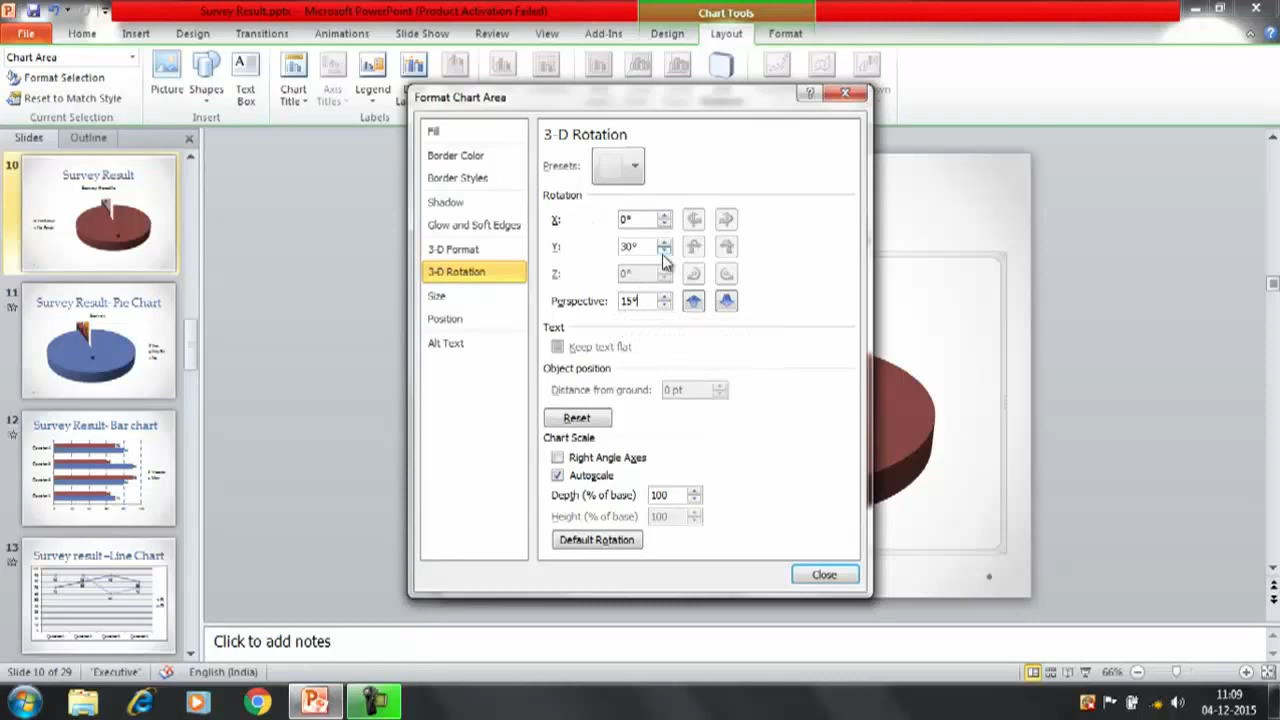 Survey Result.pptx - Microsoft PowerPoint (Product Activation Failed)
Chart Tools
File Home Insert Design Transitions Animations Slide Show Review View Add-Ins Design Layout Format
Chart Area
Format Selection
Reset to Match Style
Current Selection
Picture
Shapes
Text
Box
Insert
Chart
Title
Axis
Titles
Legend
Labels
Slides Outline
10
Survey Result
11
Survey Result- Pie Chart
12
Survey Result- Bar chart
13
Survey result –Line Chart
Format Chart Area
Fill
Border Color
Border Styles
Shadow
Glow and Soft Edges
3-D Format
3-D Rotation
Size
Position
Alt Text
3-D Rotation
Presets:
Rotation
X: 0°
Y: 30°
Z: 0°
Perspective: 15°
Text
Keep text flat
Object position
Distance from ground: 0 pt
Reset
Chart Scale
Right Angle Axes
Autoscale
Depth (% of base) 100
Height (% of base) 100
Default Rotation
Close
Click to add notes
Slide 10 of 29 "Executive" English (India) 66%
11:09
04-12-2015